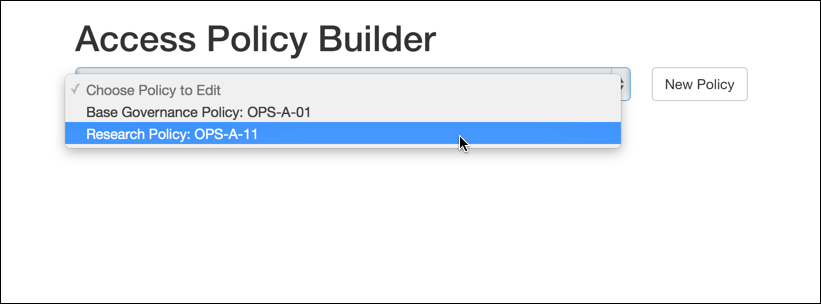 Access Policy Builder
Choose Policy to Edit
New Policy
Base Governance Policy: OPS-A-01
Research Policy: OPS-A-11